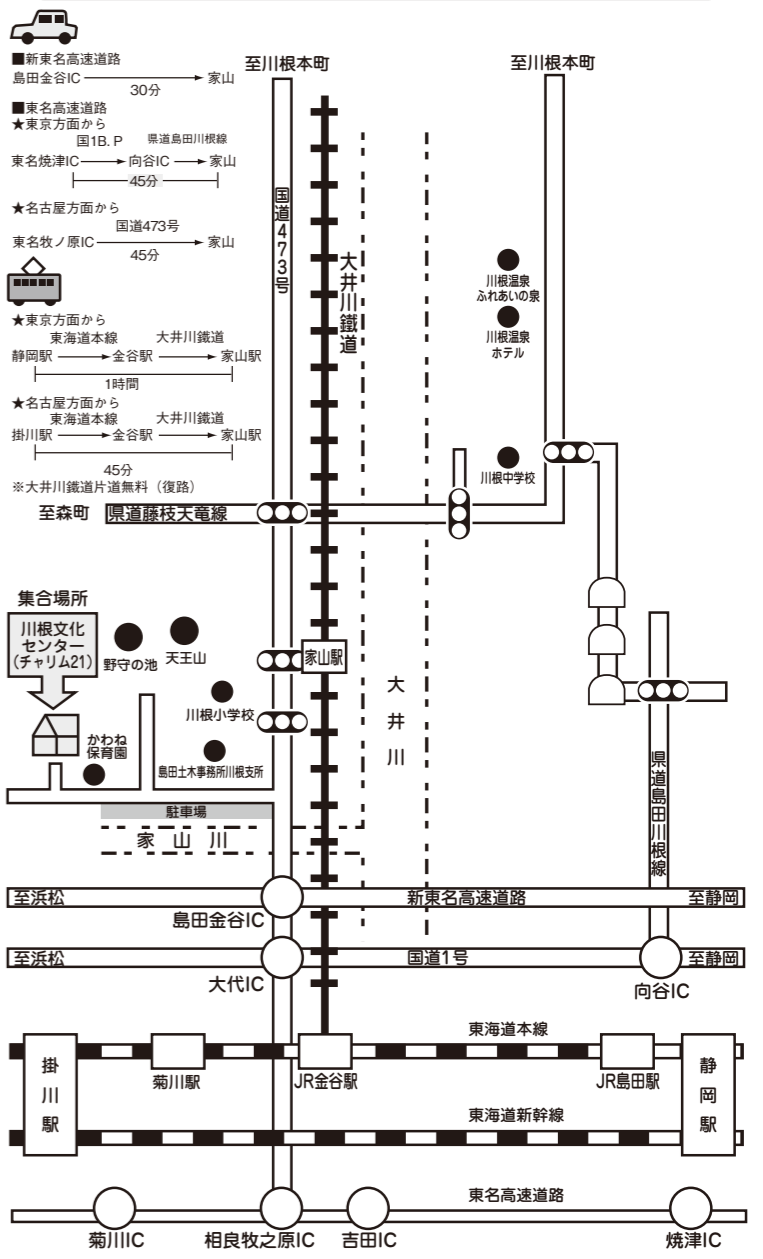 ■新東名高速道路
島田金谷IC
家山
30分
■東名高速道路
★東京方面から
国1B. P
県道島田川根線
東名焼津IC
向谷IC
家山
45分
★名古屋方面から
国道473号
東名牧ノ原IC
家山
45分
★東京方面から
東海道本線
大井川鐵道
静岡駅
金谷駅
家山駅
1時間
★名古屋方面から
東海道本線
大井川鐵道
掛川駅
金谷駅
家山駅
45分
※大井川鐵道片道無料（復路）
至川根本町
至川根本町
国道473号
大井川鐵道
川根温泉
ふれあいの泉
川根温泉
ホテル
川根中学校
至森町
県道藤枝天竜線
集合場所
川根文化
センター
(チャリム21)
野守の池
天王山
家山駅
川根小学校
大井川
かわね
保育園
島田土木事務所川根支所
駐車場
家山川
県道島田川根線
至浜松
新東名高速道路
至静岡
島田金谷IC
至浜松
国道1号
至静岡
大代IC
向谷IC
東海道本線
掛川駅
菊川駅
JR金谷駅
JR島田駅
静岡駅
東海道新幹線
東名高速道路
菊川IC
相良牧之原IC
吉田IC
焼津IC